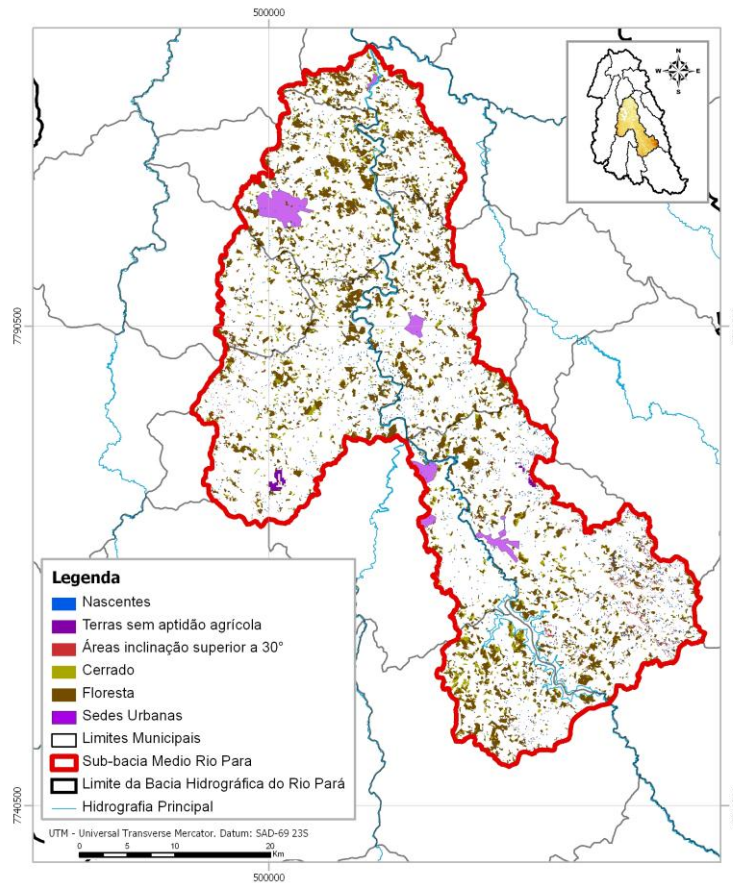 500000
N
W E
S
7790500
Legenda
Nascentes
Terras sem aptidão agrícola
Áreas inclinação superior a 30°
Cerrado
Floresta
Sedes Urbanas
Limites Municipais
Sub-bacia Medio Rio Para
Limite da Bacia Hidrográfica do Rio Pará
Hidrografia Principal
7740500
UTM - Universal Transverse Mercator. Datum: SAD-69 23S
0 5 10 20
Km
500000